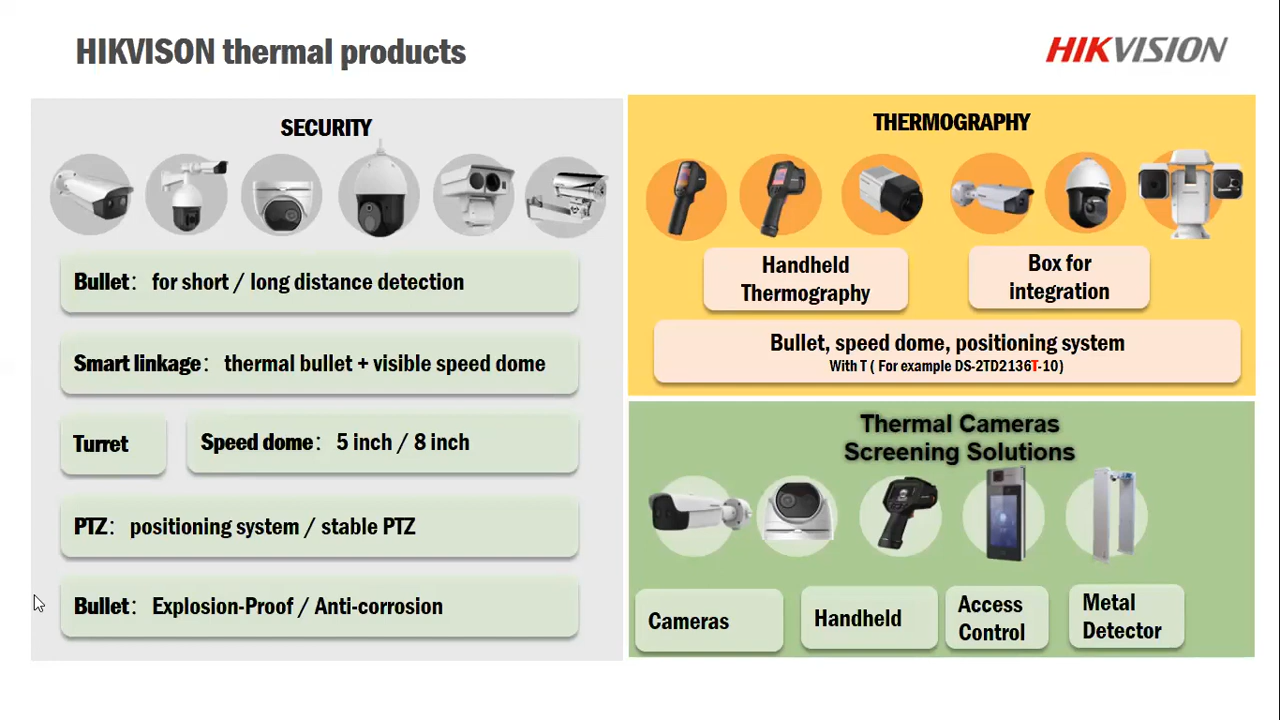 HIKVISON thermal products
HIKVISION
SECURITY
Bullet： for short / long distance detection
Smart linkage： thermal bullet + visible speed dome
Turret
Speed dome： 5 inch / 8 inch
PTZ： positioning system / stable PTZ
Bullet： Explosion-Proof / Anti-corrosion
THERMOGRAPHY
Handheld
Thermography
Box for
integration
Bullet, speed dome, positioning system
With T ( For example DS-2TD2136T-10)
Thermal Cameras
Screening Solutions
Cameras
Handheld
Access
Control
Metal
Detector